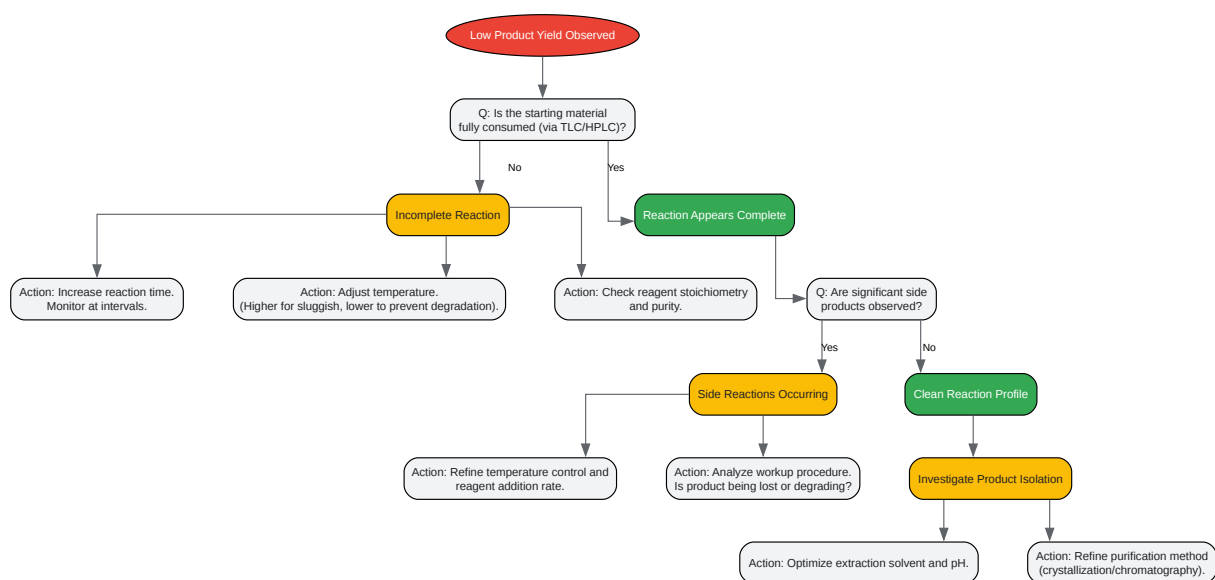 Low Product Yield Observed
Q: Is the starting material
fully consumed (via TLC/HPLC)?
No
Yes
Incomplete Reaction
Reaction Appears Complete
Action: Increase reaction time.
Monitor at intervals.
Action: Adjust temperature.
(Higher for sluggish, lower to prevent degradation).
Action: Check reagent stoichiometry
and purity.
Q: Are significant side
products observed?
Yes
No
Side Reactions Occurring
Clean Reaction Profile
Action: Refine temperature control and
reagent addition rate.
Action: Analyze workup procedure.
Is product being lost or degrading?
Investigate Product Isolation
Action: Optimize extraction solvent and pH.
Action: Refine purification method
(crystallization/chromatography).